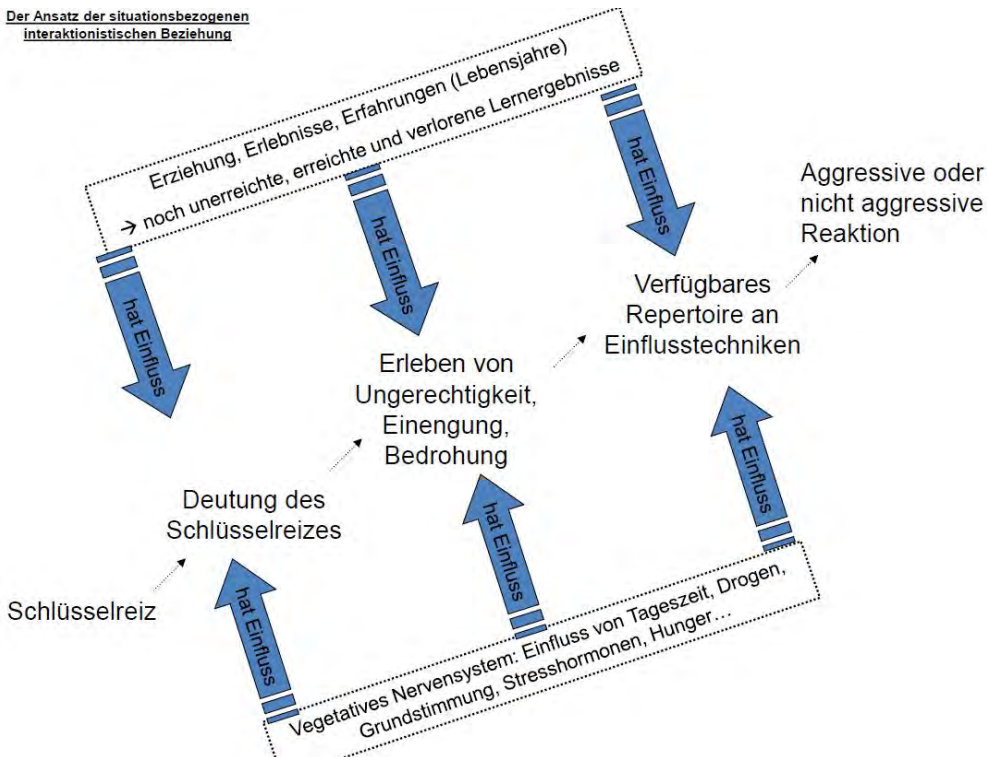 Der Ansatz der situationsbezogenen
interaktionistischen Beziehung
Erziehung, Erlebnisse, Erfahrungen (Lebensjahre)
→ noch unerreichte, erreichte und verlorene Lernergebnisse
hat Einfluss
hat Einfluss
hat Einfluss
Aggressive oder
nicht aggressive
Reaktion
Verfügbares
Repertoire an
Einflusstechniken
Erleben von
Ungerechtigkeit,
Einengung,
Bedrohung
Deutung des
Schlüsselreizes
Schlüsselreiz
hat Einfluss
hat Einfluss
hat Einfluss
Vegetatives Nervensystem: Einfluss von Tageszeit, Drogen,
Grundstimmung, Stresshormonen, Hunger…